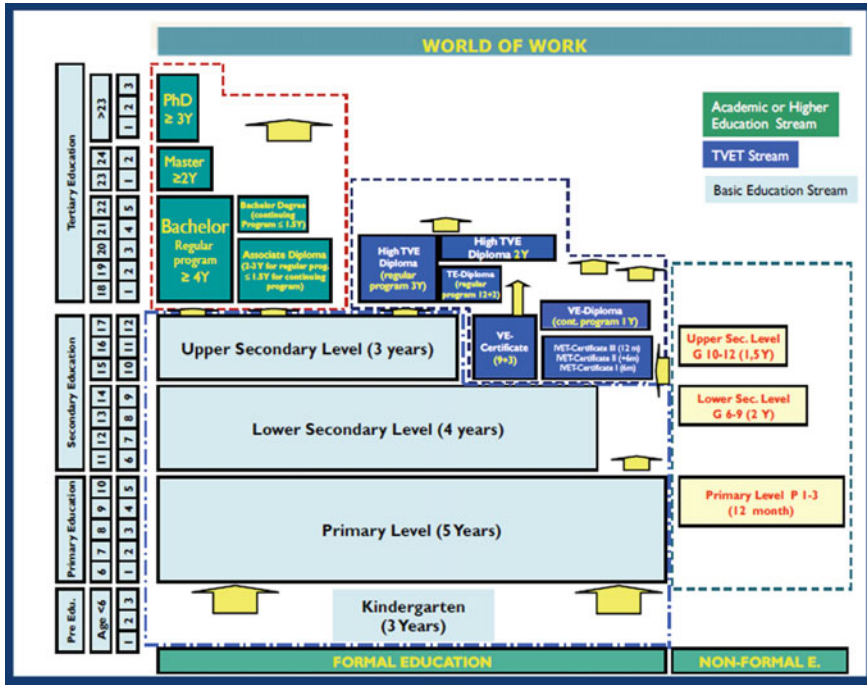 WORLD OF WORK
Academic or Higher
Education Stream
TVET Stream
Basic Education Stream
Tertiary Education
>23
24
23
22
21
20
19
18
3
2
1
2
1
5
4
3
2
1
PhD
≥ 3Y
Master
≥2Y
Bachelor
Regular
program
≥ 4Y
Bachelor Degree
(continuing
Program ≤ 1.5Y)
Associate Diploma
(2-3 Y for regular prog.
≤ 1.5Y for continuing
program)
High TVE
Diploma
(regular
program 3Y)
High TVE
Diploma 2Y
TE-Diploma
(regular
program 12+2)
VE-Diploma
(cont. program 1 Y)
VE-
Certificate
(9+3)
IVET-Certificate III (12 m)
IVET-Certificate II (+6m)
IVET-Certificate I (6m)
Secondary Education
17
16
15
14
13
12
11
12
11
10
9
8
7
6
Upper Secondary Level (3 years)
Lower Secondary Level (4 years)
Upper Sec. Level
G 10-12 (1,5 Y)
Lower Sec. Level
G 6-9 (2 Y)
Primary Education
10
9
8
7
6
5
4
3
2
1
Primary Level (5 Years)
Primary Level P 1-3
(12 month)
Pre Edu.
Age <6
3
2
1
Kindergarten
(3 Years)
FORMAL EDUCATION
NON-FORMAL E.